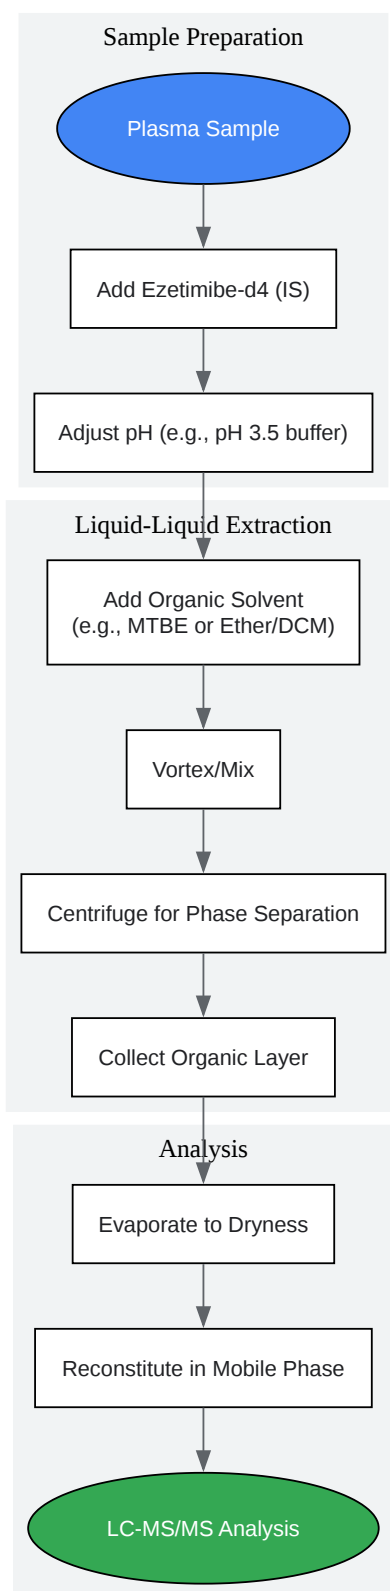 Sample Preparation
Plasma Sample
Add Ezetimibe-d4 (IS)
Adjust pH (e.g., pH 3.5 buffer)
Liquid-Liquid Extraction
Add Organic Solvent
(e.g., MTBE or Ether/DCM)
Vortex/Mix
Centrifuge for Phase Separation
Collect Organic Layer
Analysis
Evaporate to Dryness
Reconstitute in Mobile Phase
LC-MS/MS Analysis